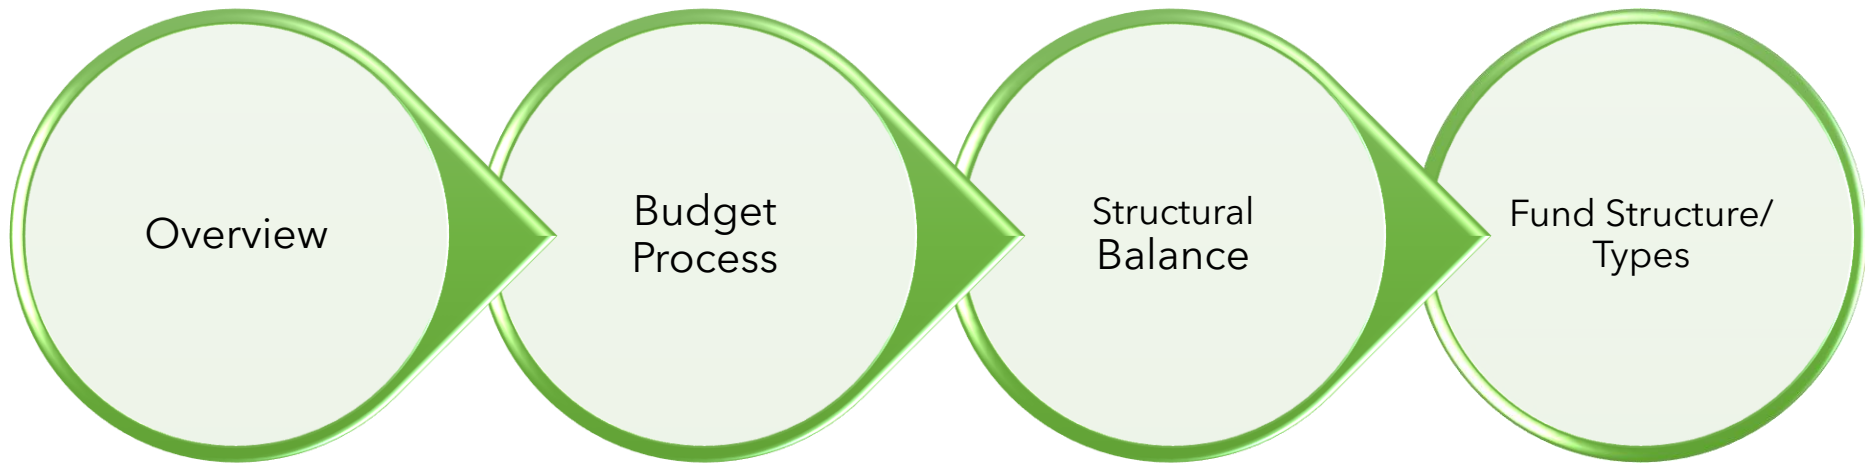 Overview
Budget
Process
Structural
Balance
Fund Structure/
Types